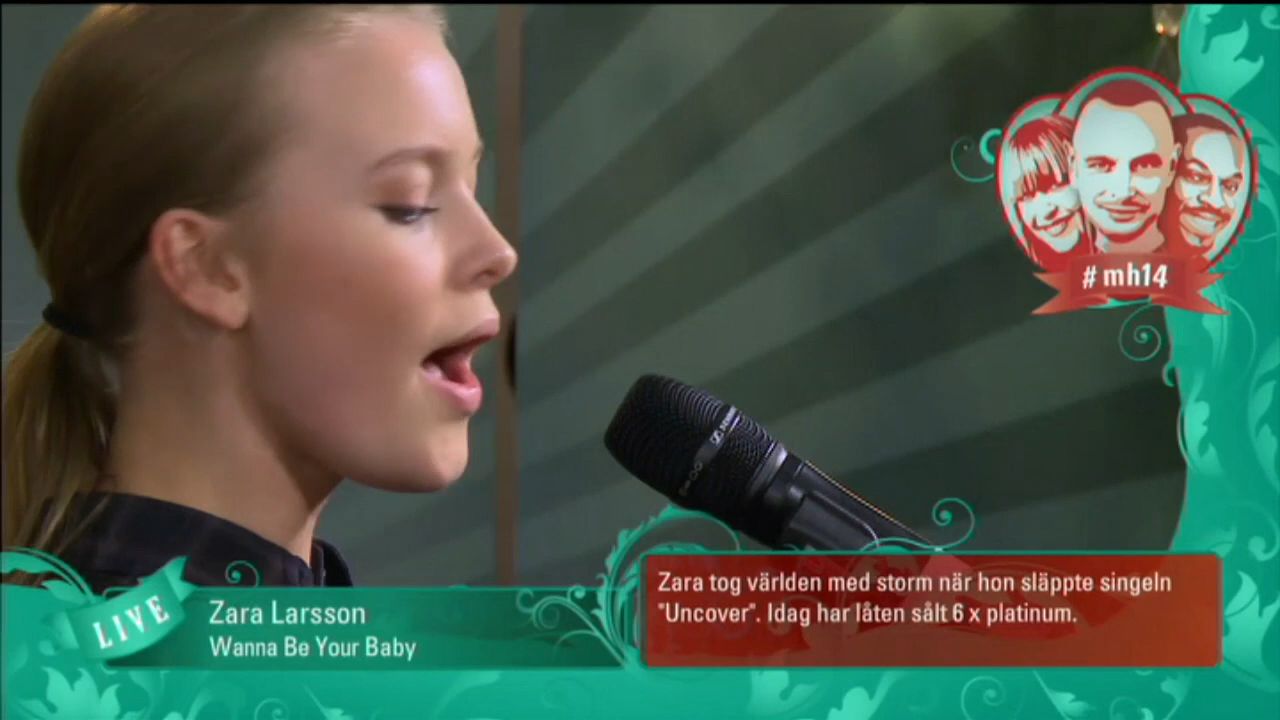 # mh14
LIVE
Zara Larsson
Wanna Be Your Baby
Zara tog världen med storm när hon släppte singeln
"Uncover". Idag har låten sålt 6 x platinum.